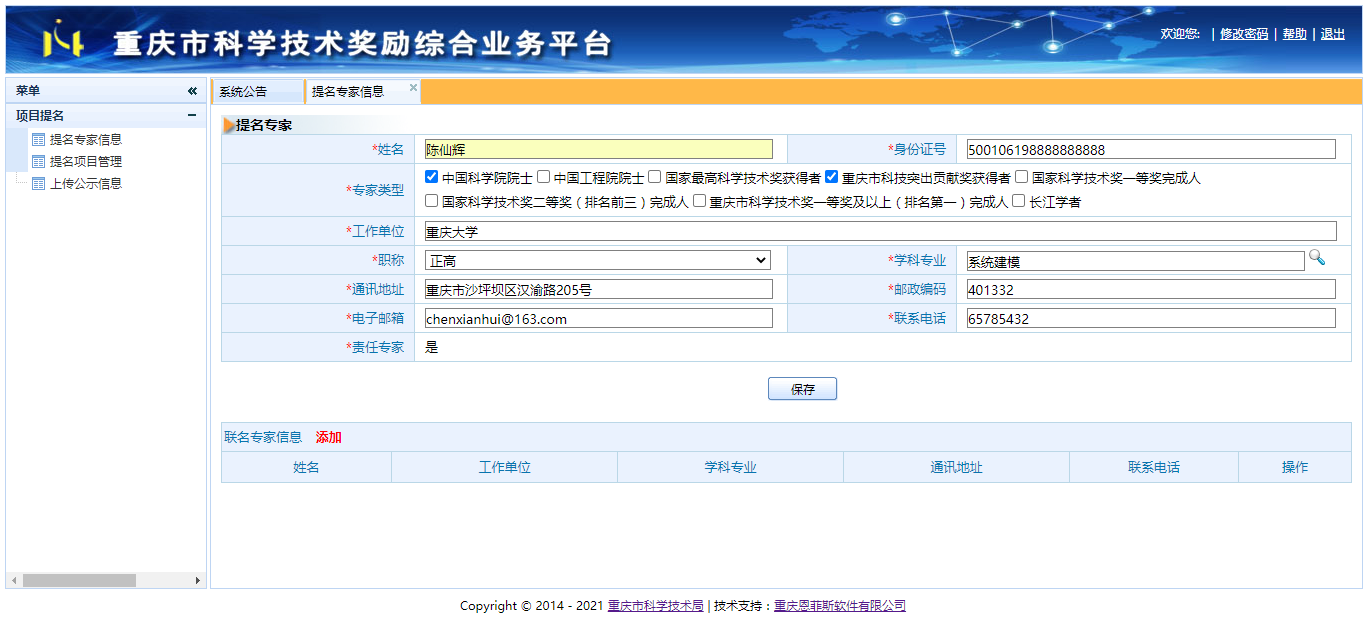 重庆市科学技术奖励综合业务平台
欢迎您: | 修改密码 | 帮助 | 退出
菜单 «
系统公告 提名专家信息 ×
项目提名 −
提名专家信息
提名项目管理
上传公示信息
提名专家
*姓名 陈仙辉 *身份证号 500106198888888888
*专家类型 中国科学院院士 中国工程院院士 国家最高科学技术奖获得者 重庆市科技突出贡献奖获得者 国家科学技术奖一等奖完成人
国家科学技术奖二等奖（排名前三）完成人 重庆市科学技术奖一等奖及以上（排名第一）完成人 长江学者
*工作单位 重庆大学
*职称 正高 *学科专业 系统建模
*通讯地址 重庆市沙坪坝区汉渝路205号 *邮政编码 401332
*电子邮箱 chenxianhui@163.com *联系电话 65785432
*责任专家 是
保存
联名专家信息 添加
姓名 工作单位 学科专业 通讯地址 联系电话 操作
Copyright © 2014 - 2021 重庆市科学技术局 | 技术支持：重庆恩菲斯软件有限公司